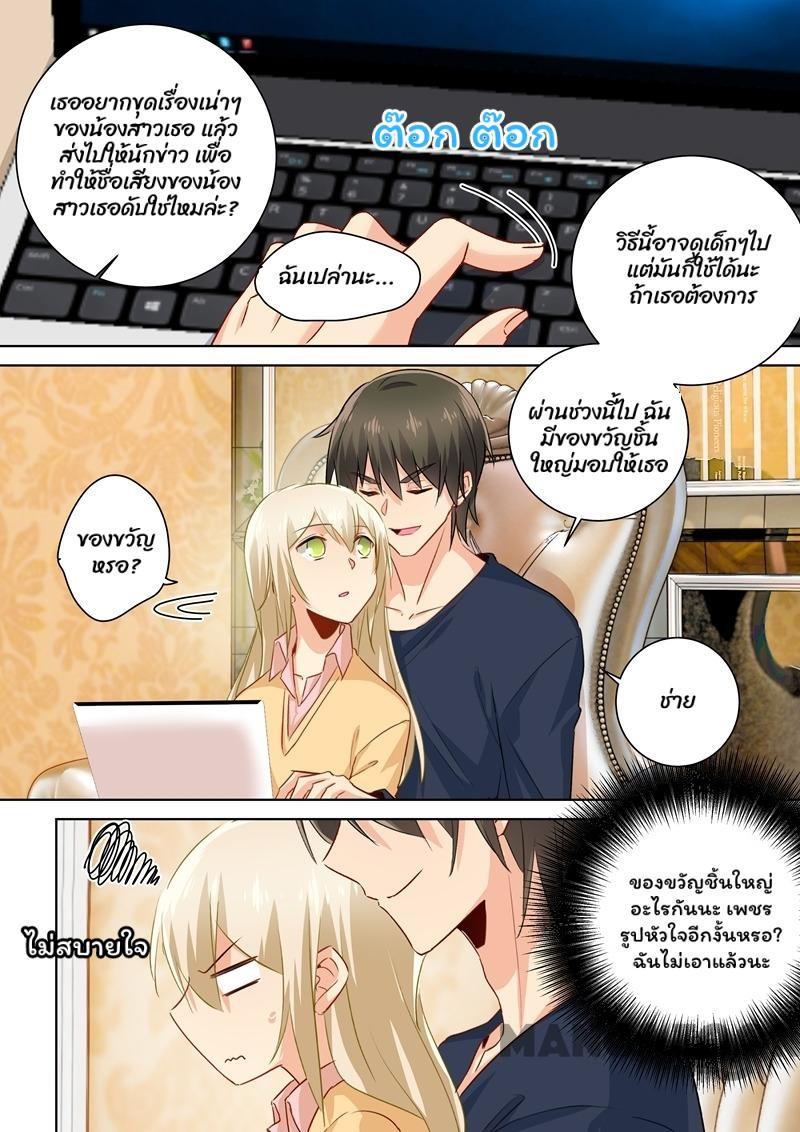 เธออยากขุดเรื่องเน่าๆ
ของน้องสาวเธอ แล้ว
ส่งไปให้นักข่าว เพื่อ
ทำให้ชื่อเสียงของน้อง
สาวเธอดับใช่ไหมล่ะ?
ต๊อก ต๊อก
ฉันเปล่านะ...
วิธีนี้อาจดูเด็กๆไป
แต่มันก็ใช้ได้นะ
ถ้าเธอต้องการ
ผ่านช่วงนี้ไป ฉัน
มีของขวัญชิ้น
ใหญ่มอบให้เธอ
ของขวัญ
หรอ?
ช่าย
ของขวัญชิ้นใหญ่
อะไรกันนะ เพชร
รูปหัวใจอีกงั้นหรอ?
ฉันไม่เอาแล้วนะ
ไม่สบายใจ